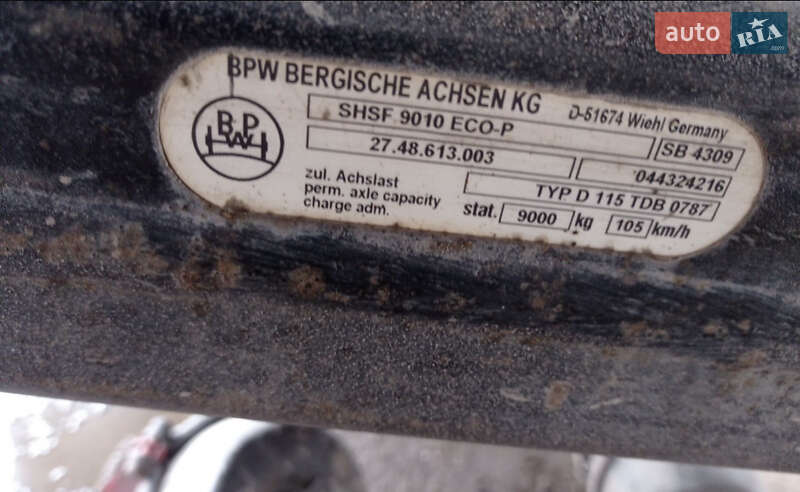 auto RIA .com
BPW BERGISCHE ACHSEN KG D-51674 Wiehl Germany
BPW
SHSF 9010 ECO-P SB 4309
27.48.613.003 044324216
TYP D 115 TDB 0787
zul. Achslast
perm. axle capacity
charge adm. stat. 9000 kg 105 km/h